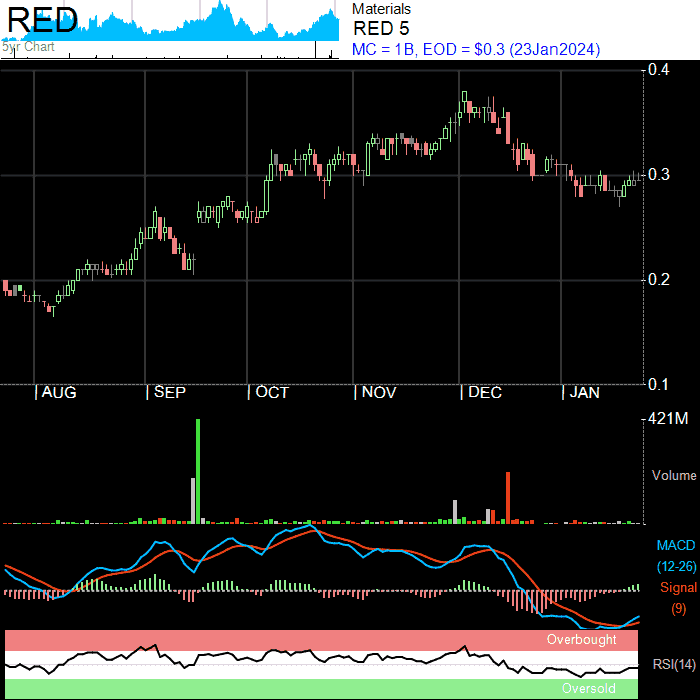 RED
5yr Chart
Materials
RED 5
MC = 1B, EOD = $0.3 (23Jan2024)
0.4
0.3
0.2
0.1
AUG
SEP
OCT
NOV
DEC
JAN
421M
Volume
MACD
(12-26)
Signal
(9)
Overbought
RSI(14)
Oversold